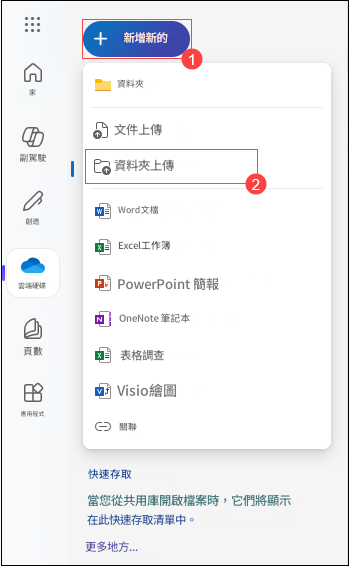 新增新的
1
資料夾
家
文件上傳
副駕駛
資料夾上傳
2
Word文檔
創造
Excel工作簿
雲端硬碟
PowerPoint 簡報
OneNote 筆記本
頁數
表格調查
Visio繪圖
應用程式
關聯
快速存取
當您從共用庫開啟檔案時，它們將顯示
在此快速存取清單中。
更多地方...